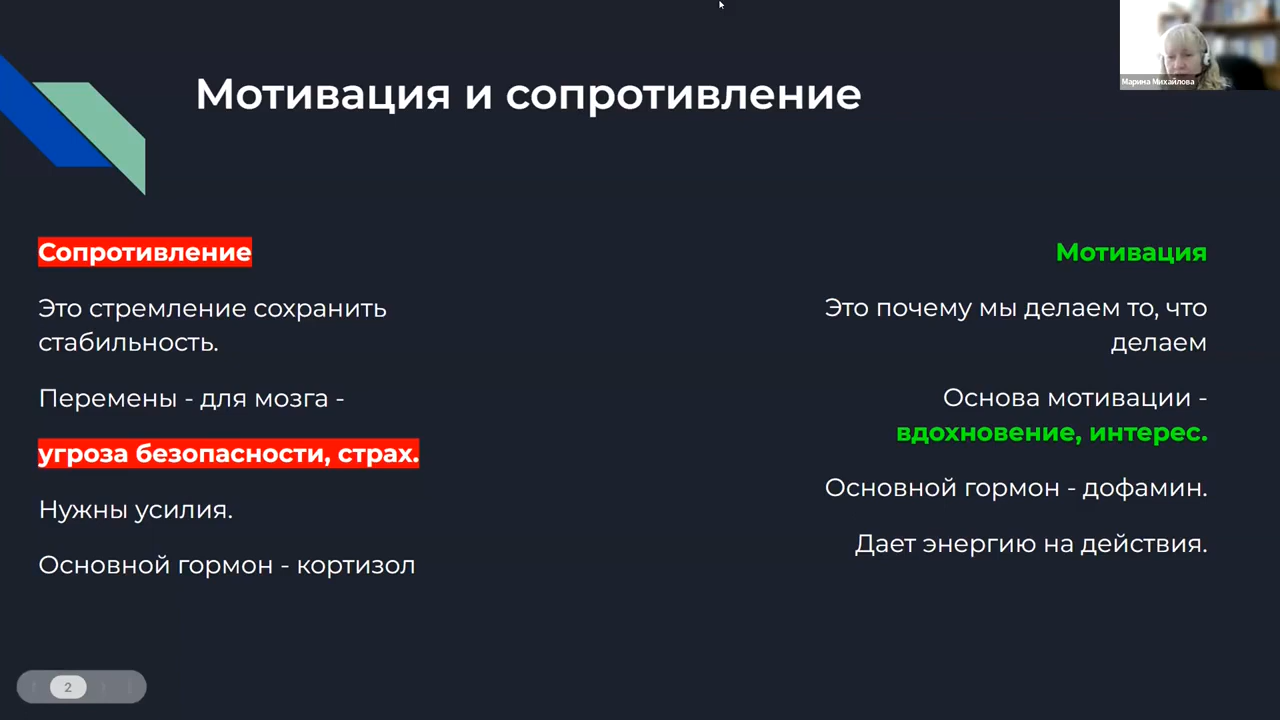 Марина Михайлова
Мотивация и сопротивление
Сопротивление
Это стремление сохранить
стабильность.
Перемены - для мозга -
угроза безопасности, страх.
Нужны усилия.
Основной гормон - кортизол
Мотивация
Это почему мы делаем то, что
делаем
Основа мотивации -
вдохновение, интерес.
Основной гормон - дофамин.
Дает энергию на действия.
2